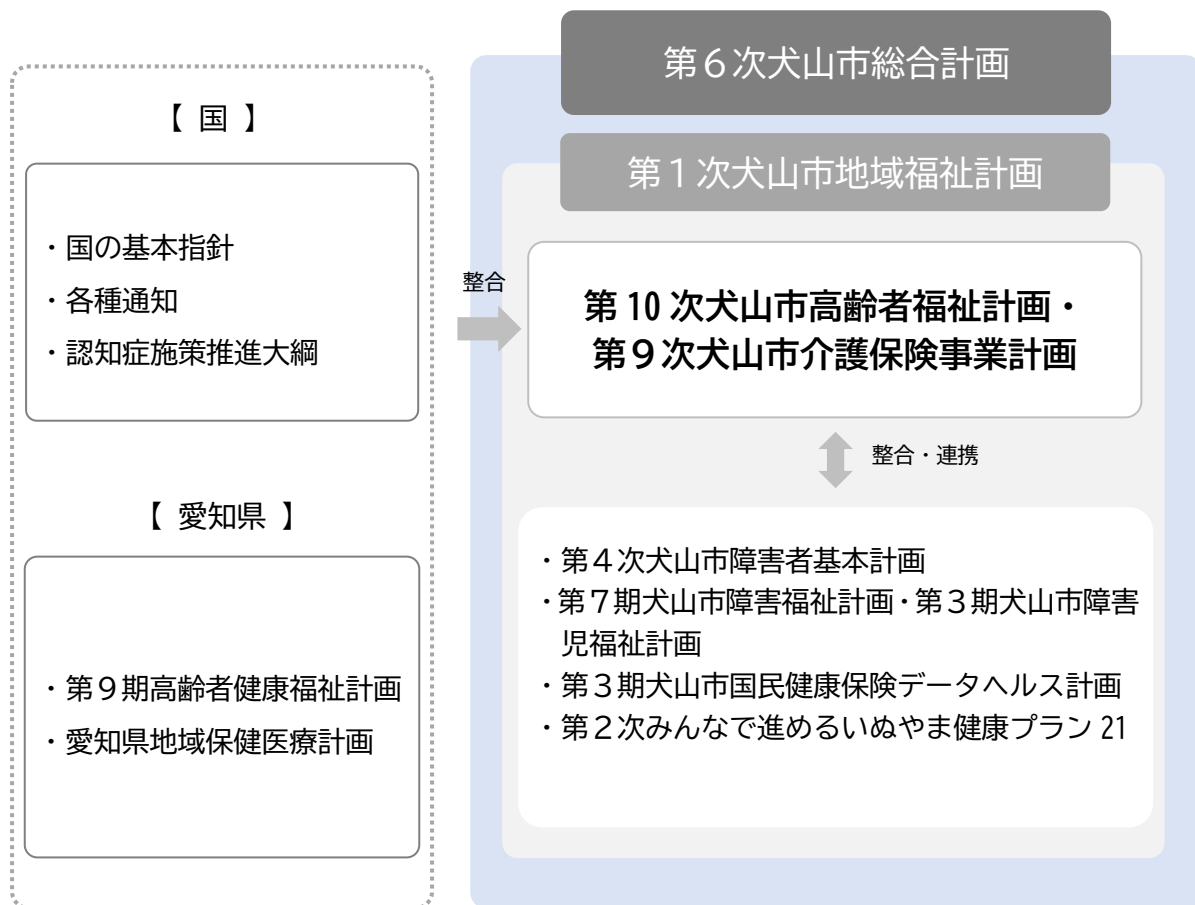 【 国 】
・国の基本指針
・各種通知
・認知症施策推進大綱
【 愛知県 】
・第９期高齢者健康福祉計画
・愛知県地域保健医療計画
整合
第６次犬山市総合計画
第１次犬山市地域福祉計画
第 10 次犬山市高齢者福祉計画・
第９次犬山市介護保険事業計画
整合・連携
・第４次犬山市障害者基本計画
・第７期犬山市障害福祉計画・第３期犬山市障害
児福祉計画
・第３期犬山市国民健康保険データヘルス計画
・第２次みんなで進めるいぬやま健康プラン 21